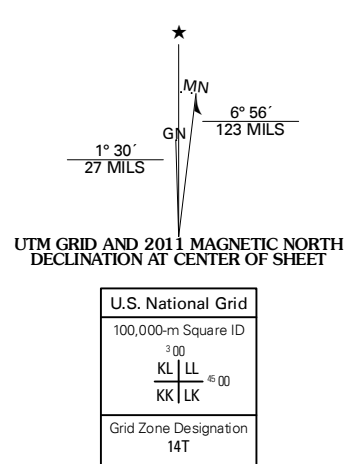 ★
MN
GN
6° 56´
123 MILS
1° 30´
27 MILS
UTM GRID AND 2011 MAGNETIC NORTH
DECLINATION AT CENTER OF SHEET
U.S. National Grid
100,000-m Square ID
300
KL LL
4500
KK LK
Grid Zone Designation
14T